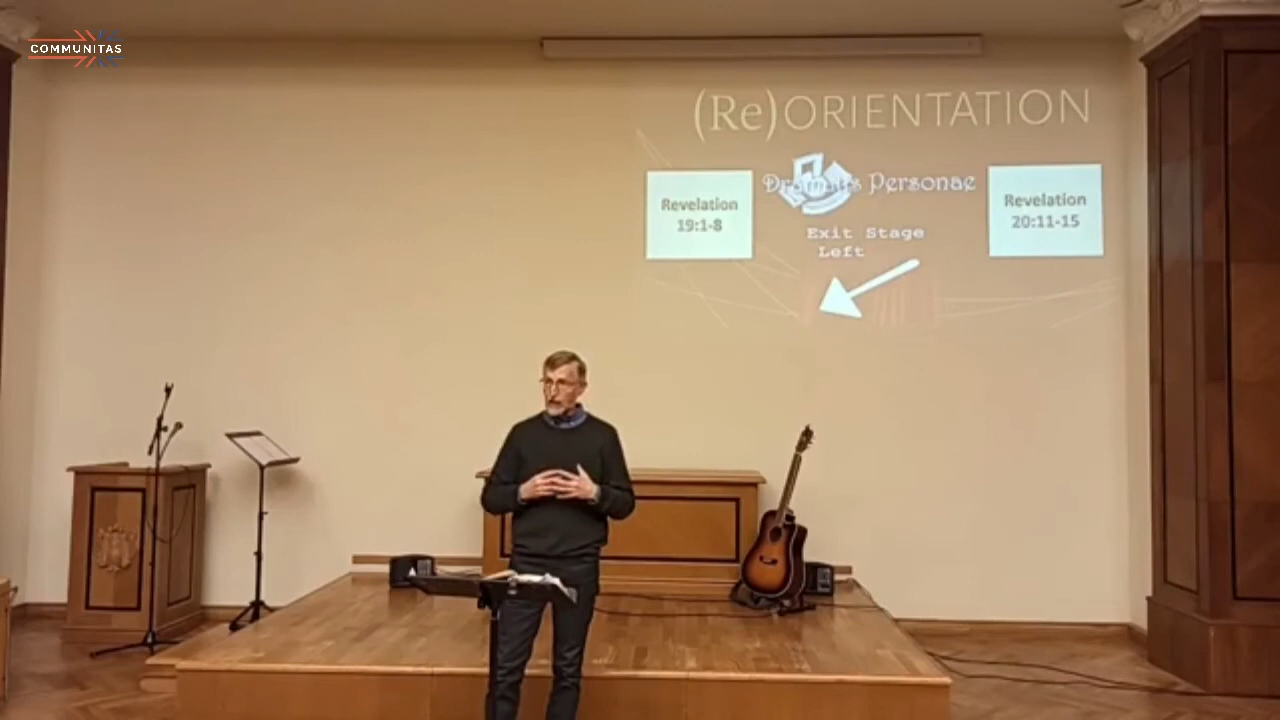 COMMUNITAS
(Re)ORIENTATION
Revelation
19:1-8
Dramatis Personae
Exit Stage
Left
Revelation
20:11-15